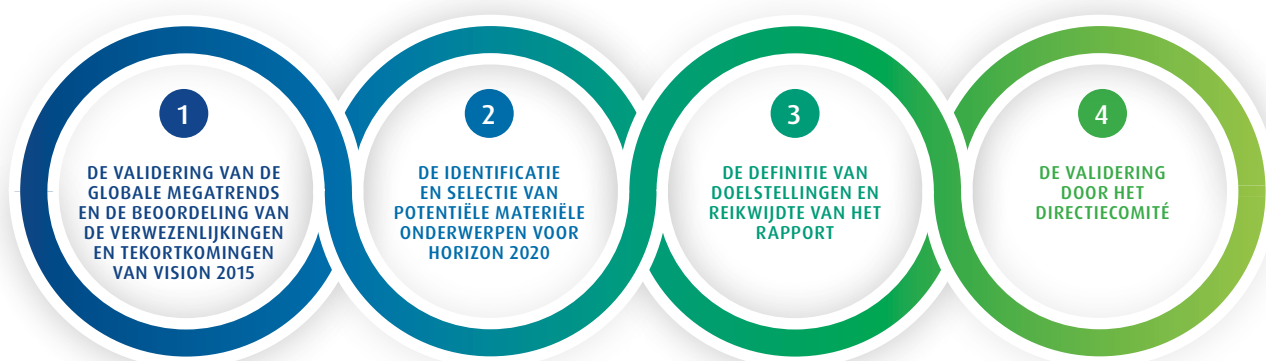 1
DE VALIDERING VAN DE
GLOBALE MEGATRENDS
EN DE BEOORDELING VAN
DE VERWEZENLIJKINGEN
EN TEKORTKOMINGEN
VAN VISION 2015
2
DE IDENTIFICATIE
EN SELECTIE VAN
POTENTIËLE MATERIËLE
ONDERWERPEN VOOR
HORIZON 2020
3
DE DEFINITIE VAN
DOELSTELLINGEN EN
REIKWIJDTE VAN HET
RAPPORT
4
DE VALIDERING
DOOR HET
DIRECTIECOMITÉ